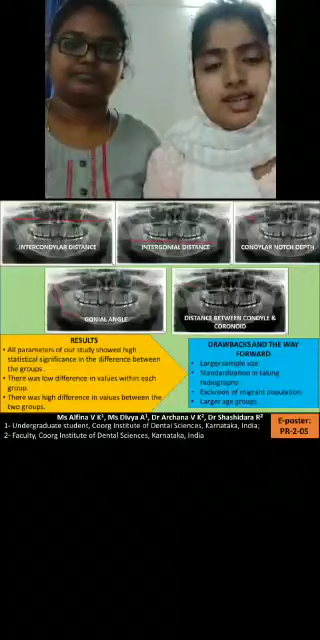 INTERCONDYLAR DISTANCE
INTERGONIAL DISTANCE
CONDYLAR NOTCH DEPTH
GONIAL ANGLE
DISTANCE BETWEEN CONDYLE &
CORONOID
RESULTS
• All parameters of our study showed high
statistical significance in the difference between
the groups .
• There was low difference in values within each
group.
• There was high difference in values between the
two groups.
DRAWBACKS AND THE WAY
FORWARD
• Larger sample size
• Standardization in taking
radiographs
• Exclusion of migrant population
• Larger age groups
Ms Alfina V K¹, Ms Divya A¹, Dr Archana V K², Dr Shashidara R²
1- Undergraduate student, Coorg Institute of Dental Sciences, Karnataka, India;
2- Faculty, Coorg Institute of Dental Sciences, Karnataka, India
E-poster:
PR-2-05